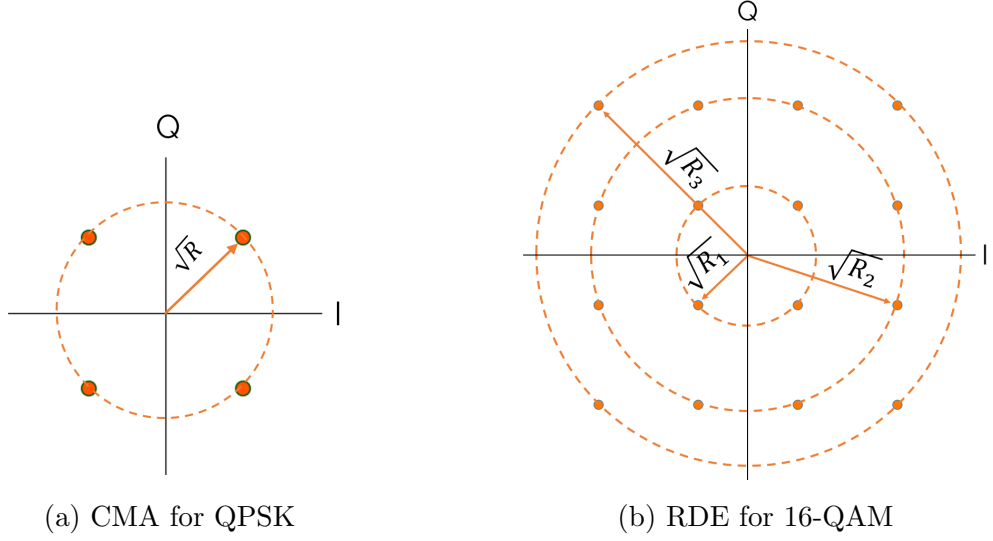 Q
√R
I
(a) CMA for QPSK
Q
√R₃
√R₁
√R₂
I
(b) RDE for 16-QAM